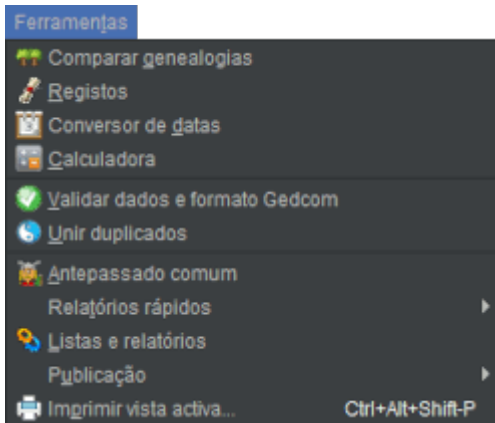 Ferramentas
Comparar genealogias
Registos
Conversor de datas
Calculadora
Validar dados e formato Gedcom
Unir duplicados
Antepassado comum
Relatórios rápidos
Listas e relatórios
Publicação
Imprimir vista activa... Ctrl+Alt+Shift-P